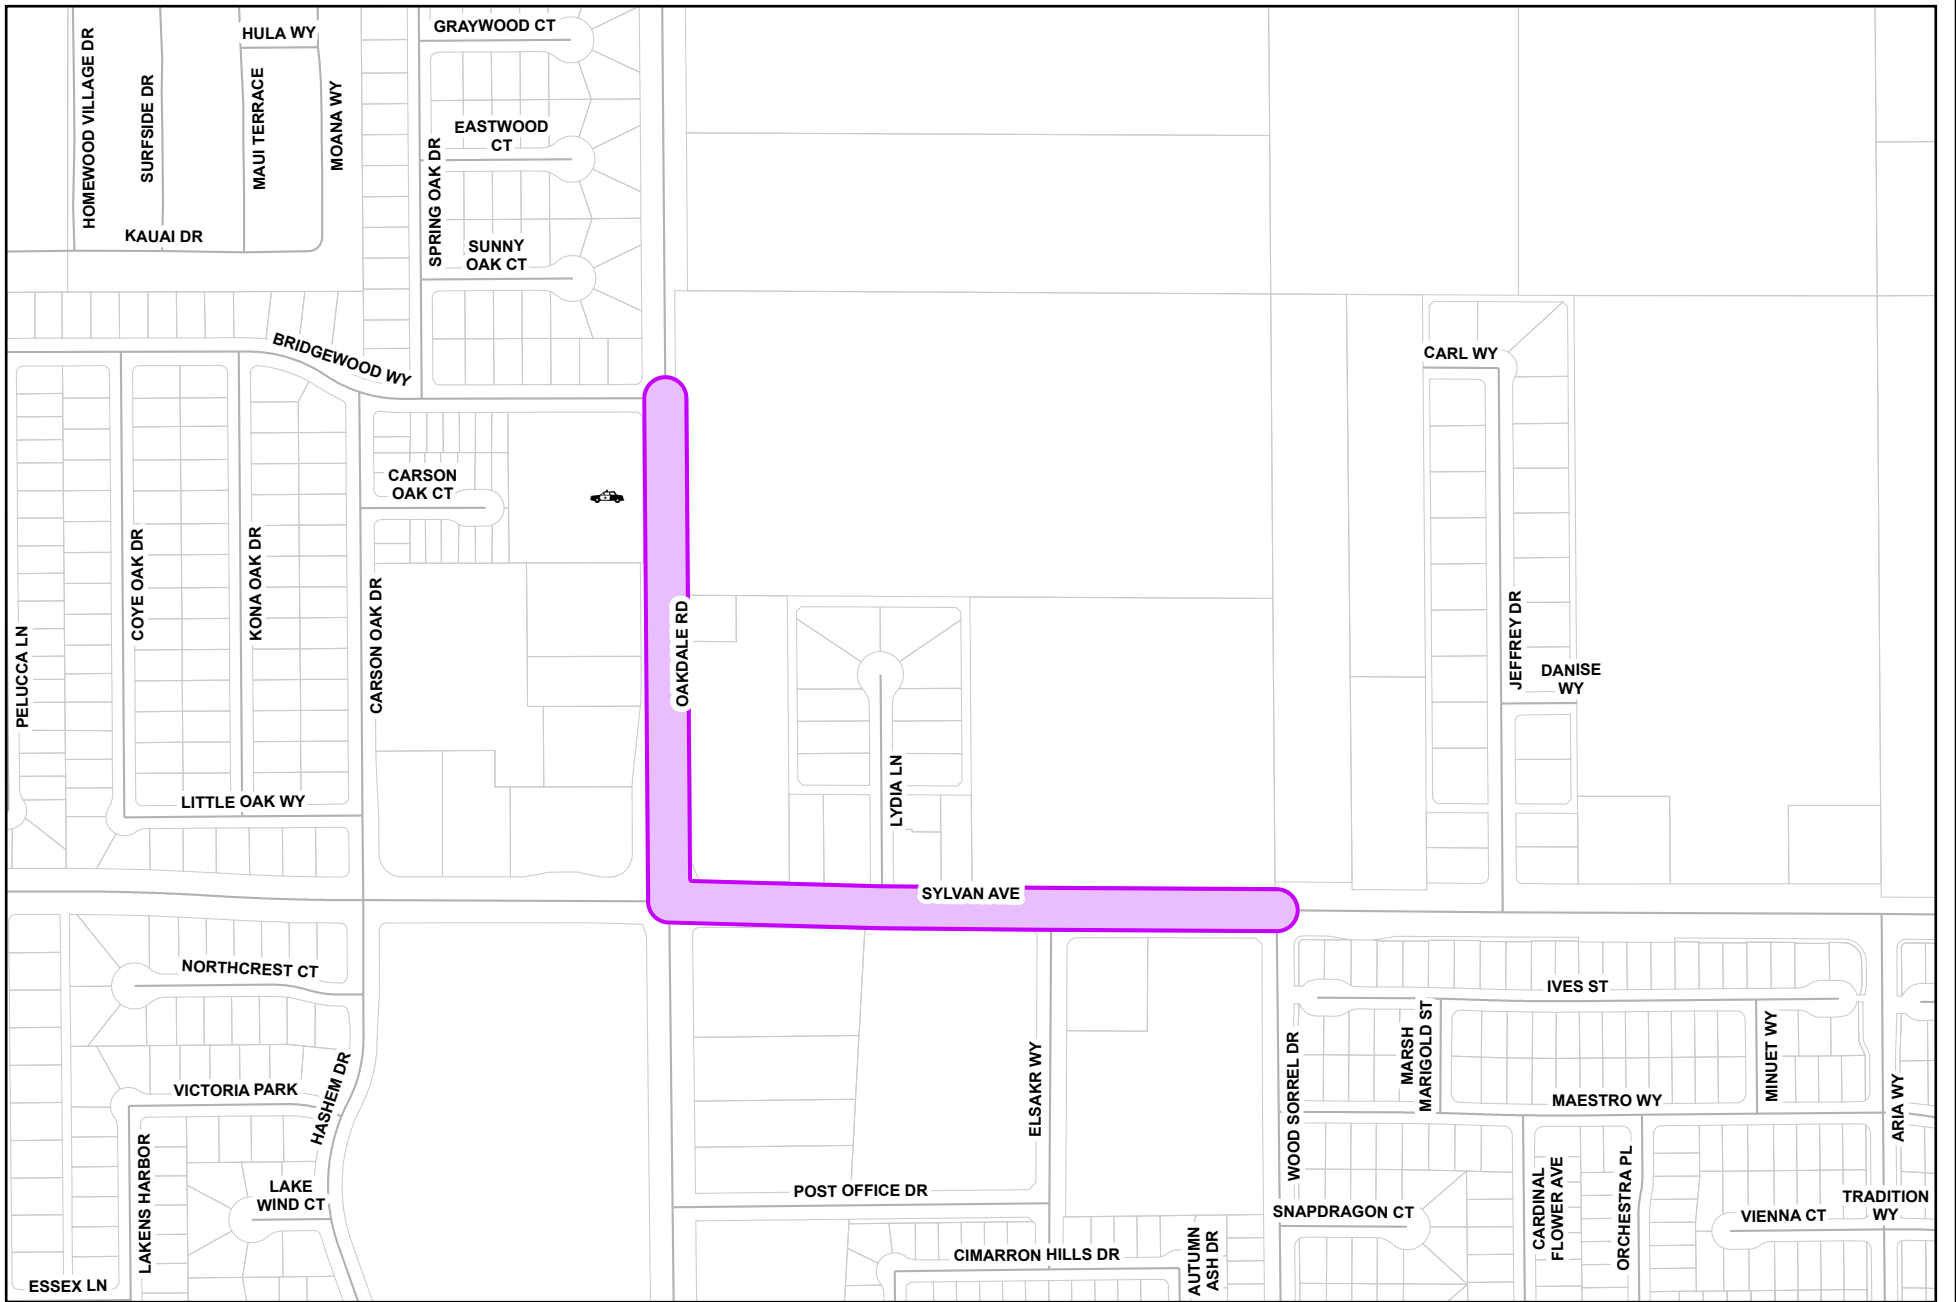 HOMEWOOD VILLAGE DR
SURFSIDE DR
HULA WY
MAUI TERRACE
MOANA WY
KAUAI DR
GRAYWOOD CT
EASTWOOD
CT
SPRING OAK DR
SUNNY
OAK CT
BRIDGEWOOD WY
CARL WY
CARSON
OAK CT
PELUCCA LN
COYE OAK DR
KONA OAK DR
CARSON OAK DR
OAKDALE RD
JEFFREY DR
DANISE
WY
LYDIA LN
LITTLE OAK WY
SYLVAN AVE
NORTHCREST CT
VICTORIA PARK
HASHEM DR
LAKENS HARBOR
LAKE
WIND CT
ESSEX LN
ELSAKR WY
POST OFFICE DR
CIMARRON HILLS DR
AUTUMN
ASH DR
WOOD SORREL DR
IVES ST
MARSH
MARIGOLD ST
MINUET WY
MAESTRO WY
ARIA WY
SNAPDRAGON CT
CARDINAL
FLOWER AVE
ORCHESTRA PL
VIENNA CT
TRADITION
WY